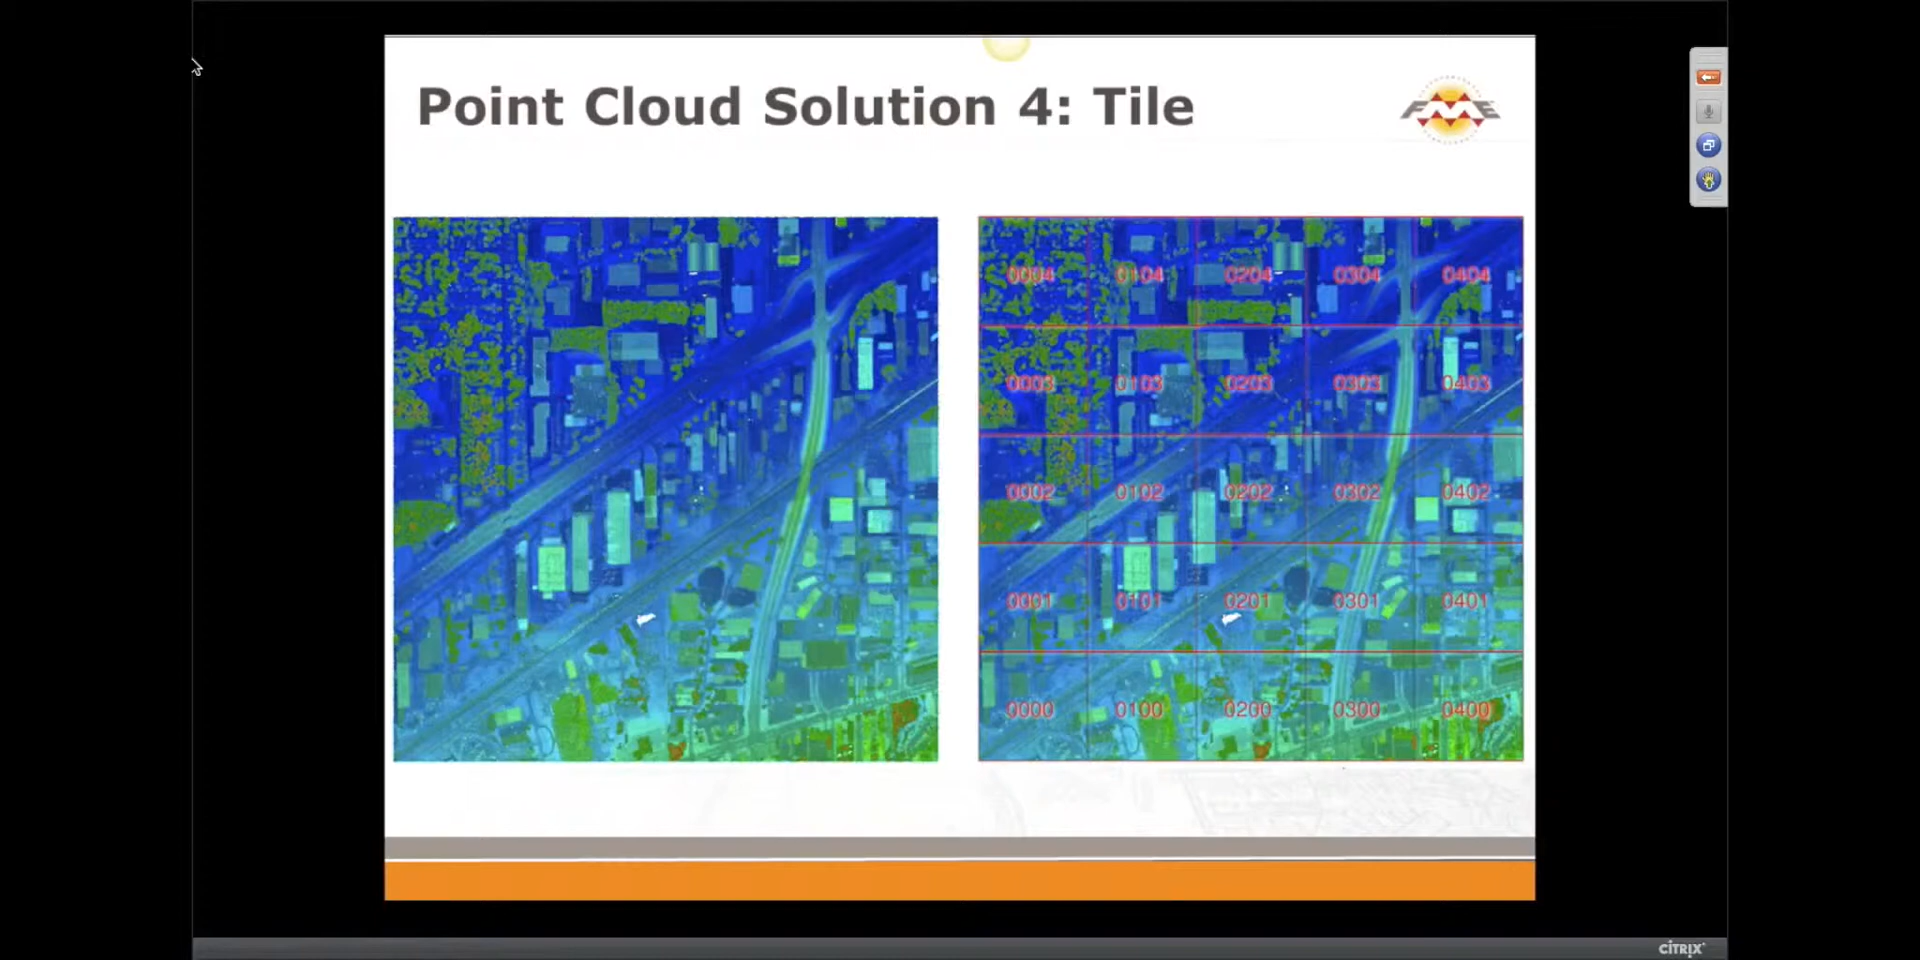 Point Cloud Solution 4: Tile
FME
0004 0104 0204 0304 0404
0003 0103 0203 0303 0403
0002 0102 0202 0302 0402
0001 0101 0201 0301 0401
0000 0100 0200 0300 0400
CITRIX